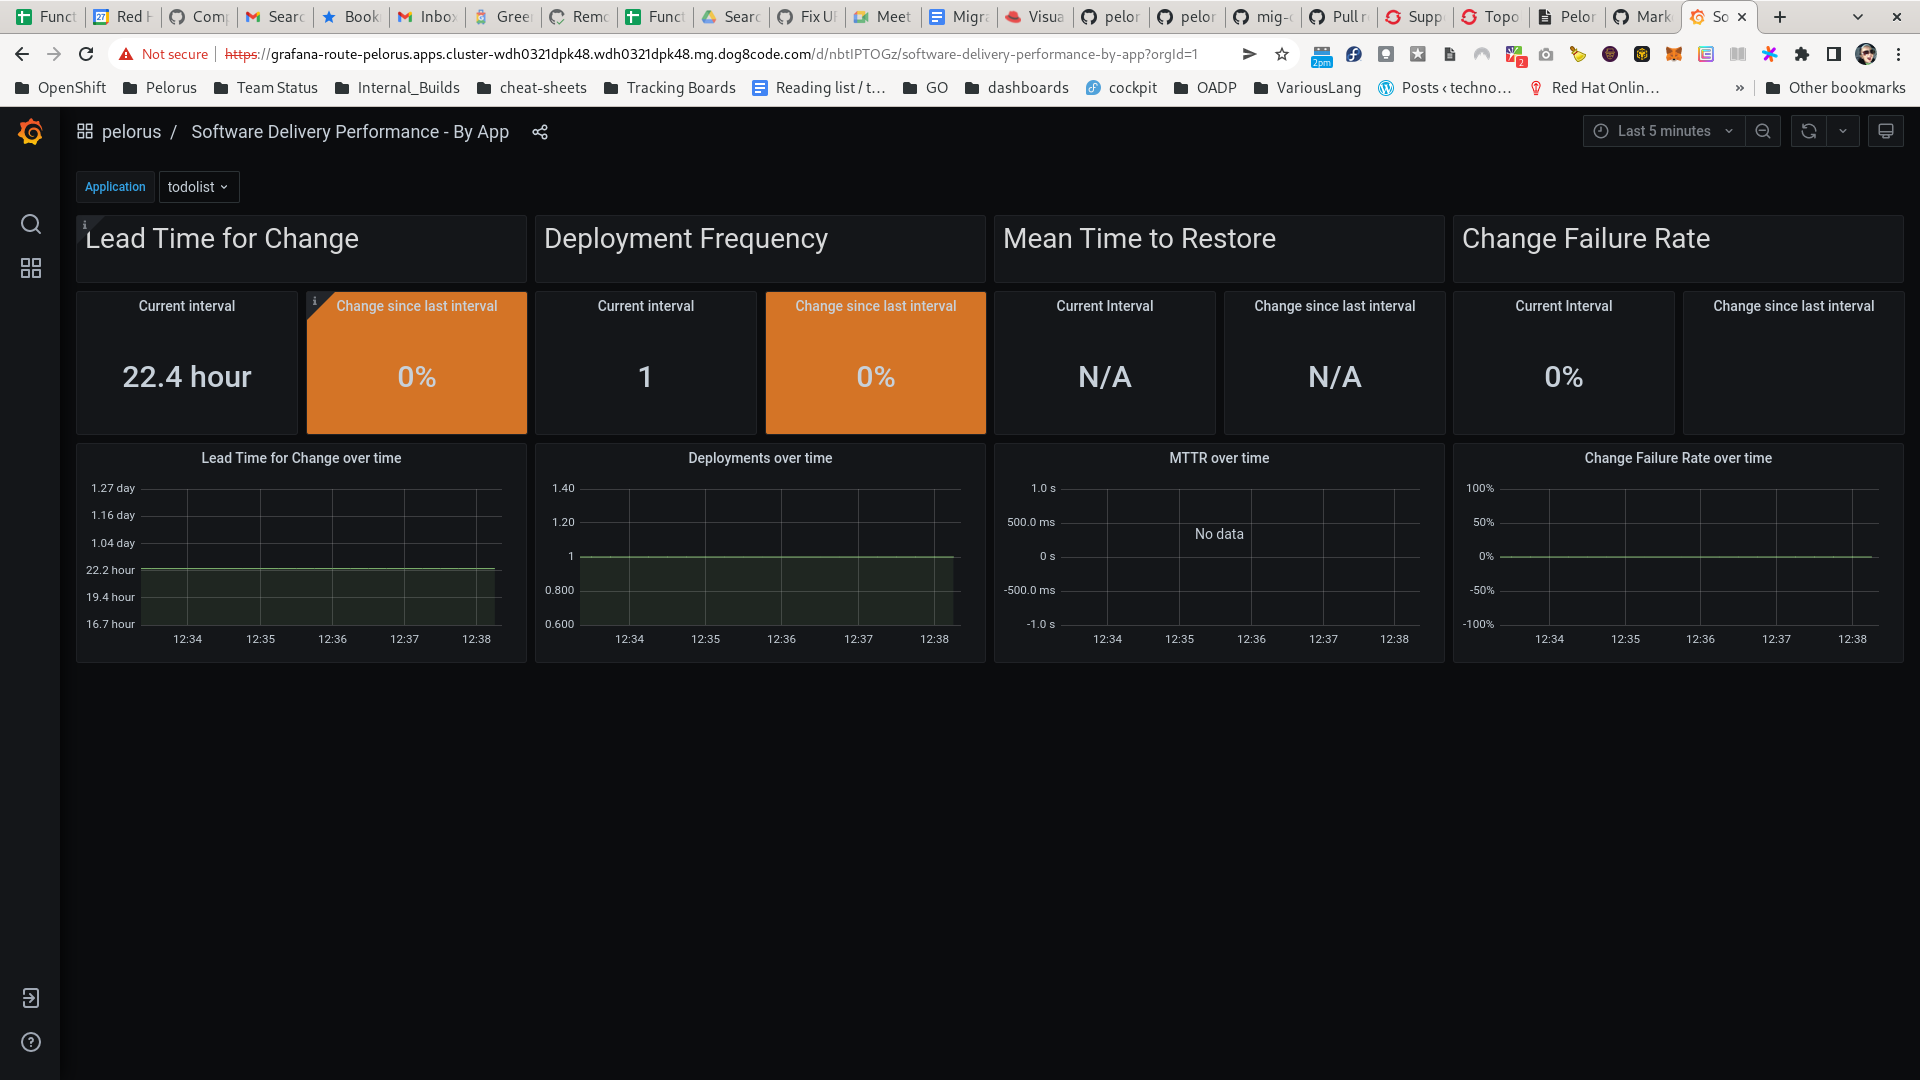 Funct Red H Comp Searc Book Inbo Gree Remo Funct Searc Fix UI Meet Migra Visua pelor pelor mig-c Pull r Supp Topo Pelor Mark So
Not secure https://grafana-route-pelorus.apps.cluster-wdh0321dpk48.wdh0321dpk48.mg.dog8code.com/d/nbtIPTOGz/software-delivery-performance-by-app?orgId=1 2pm 2
OpenShift Pelorus Team Status Internal_Builds cheat-sheets Tracking Boards Reading list / t… GO dashboards cockpit OADP VariousLang Posts ‹ techno… Red Hat Onlin… » Other bookmarks
pelorus / Software Delivery Performance - By App Last 5 minutes
Application todolist
Lead Time for Change Deployment Frequency Mean Time to Restore Change Failure Rate
Current interval Change since last interval Current interval Change since last interval Current Interval Change since last interval Current Interval Change since last interval
22.4 hour 0% 1 0% N/A N/A 0%
Lead Time for Change over time
1.27 day
1.16 day
1.04 day
22.2 hour
19.4 hour
16.7 hour
12:34 12:35 12:36 12:37 12:38
Deployments over time
1.40
1.20
1
0.800
0.600
12:34 12:35 12:36 12:37 12:38
MTTR over time
1.0 s
500.0 ms
0 s
-500.0 ms
-1.0 s
No data
12:34 12:35 12:36 12:37 12:38
Change Failure Rate over time
100%
50%
0%
-50%
-100%
12:34 12:35 12:36 12:37 12:38